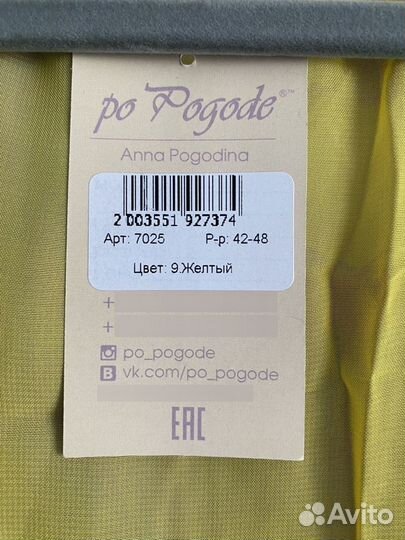 po Pogode®™
Anna Pogodina
2 003551 927374
Арт: 7025 Р-р: 42-48
Цвет: 9.Желтый
+
+
po_pogode
B vk.com/po_pogode
EAC
Avito